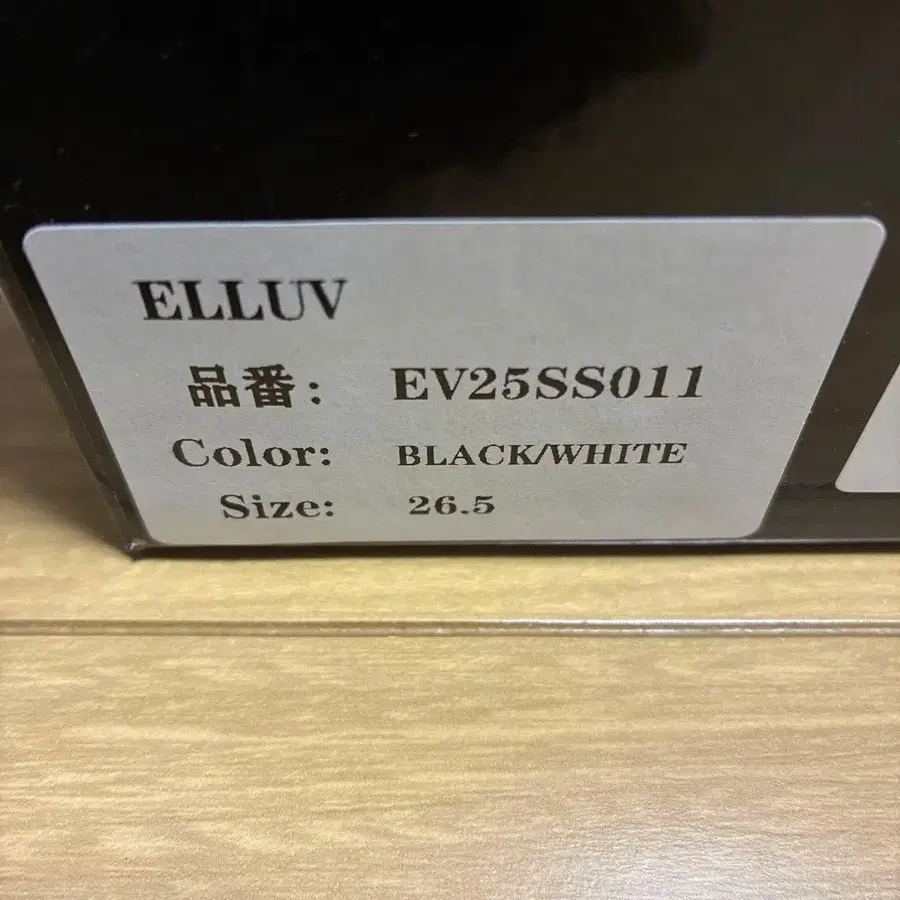 ELLUV
品番: EV25SS011
Color: BLACK/WHITE
Size: 26.5